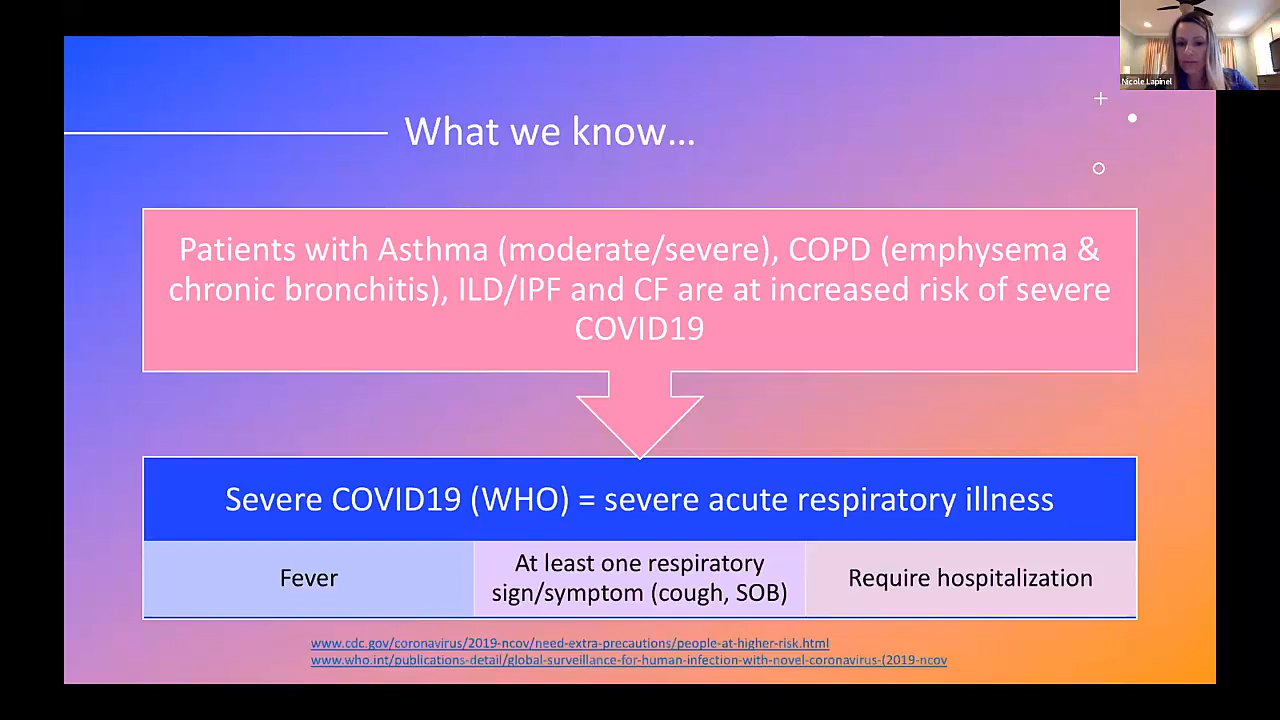 Nicole Lapinel
What we know...
Patients with Asthma (moderate/severe), COPD (emphysema &
chronic bronchitis), ILD/IPF and CF are at increased risk of severe
COVID19
Severe COVID19 (WHO) = severe acute respiratory illness
Fever
At least one respiratory
sign/symptom (cough, SOB)
Require hospitalization
www.cdc.gov/coronavirus/2019-ncov/need-extra-precautions/people-at-higher-risk.html
www.who.int/publications-detail/global-surveillance-for-human-infection-with-novel-coronavirus-(2019-ncov